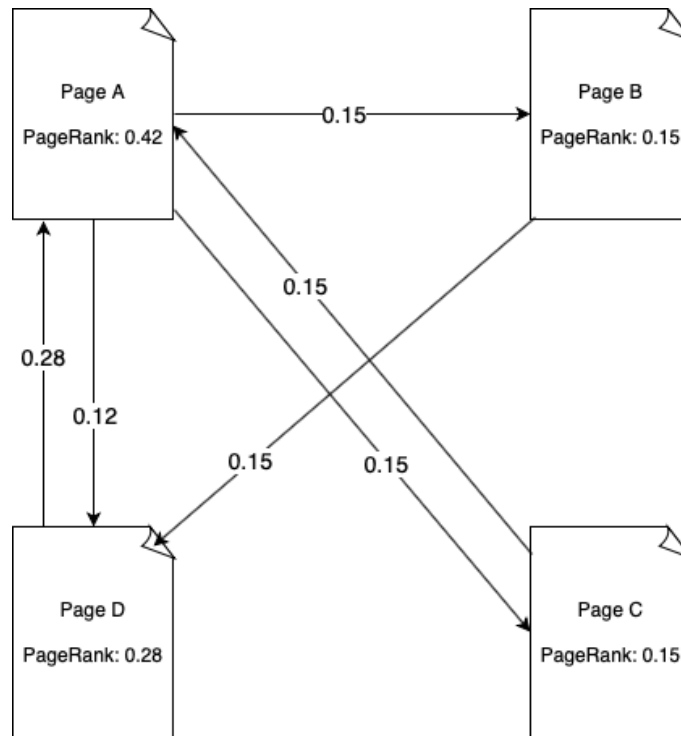 Page A
PageRank: 0.42
0.15
Page B
PageRank: 0.15
0.15
0.28
0.12
0.15
0.15
Page D
PageRank: 0.28
Page C
PageRank: 0.15